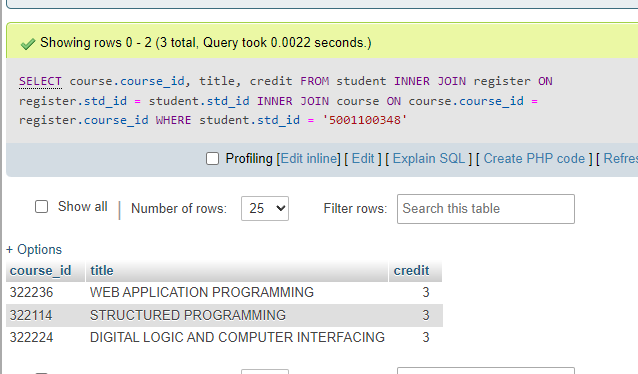 Showing rows 0 - 2 (3 total, Query took 0.0022 seconds.)
SELECT course.course_id, title, credit FROM student INNER JOIN register ON
register.std_id = student.std_id INNER JOIN course ON course.course_id =
register.course_id WHERE student.std_id = '5001100348'
Profiling [Edit inline] [ Edit ] [ Explain SQL ] [ Create PHP code ] [
Show all | Number of rows: 25 Filter rows: Search this table
+ Options
course_id title credit
322236 WEB APPLICATION PROGRAMMING 3
322114 STRUCTURED PROGRAMMING 3
322224 DIGITAL LOGIC AND COMPUTER INTERFACING 3